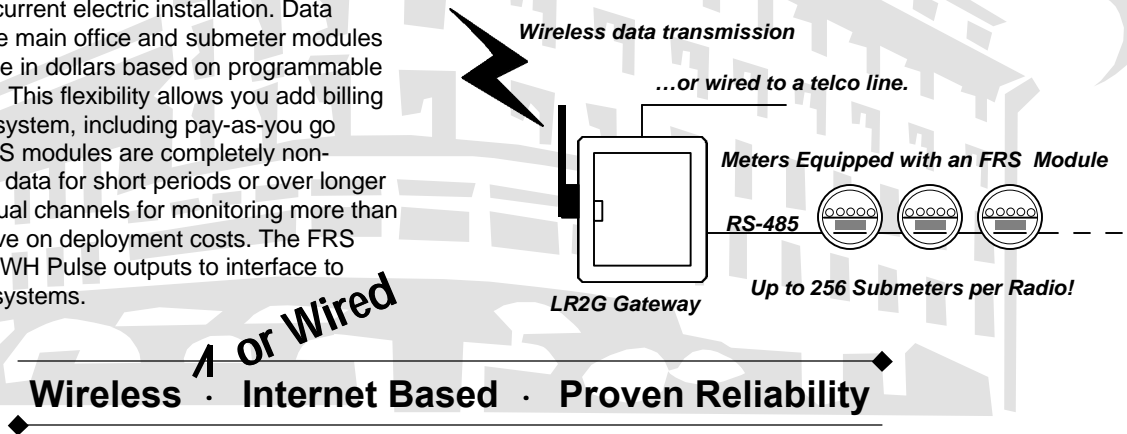 current electric installation. Data
e main office and submeter modules
e in dollars based on programmable
. This flexibility allows you add billing
system, including pay-as-you go
S modules are completely non-
data for short periods or over longer
ual channels for monitoring more than
ve on deployment costs. The FRS
WH Pulse outputs to interface to
systems.
Wireless data transmission
…or wired to a telco line.
Meters Equipped with an FRS Module
RS-485
Up to 256 Submeters per Radio!
LR2G Gateway
or Wired
Wireless · Internet Based · Proven Reliability